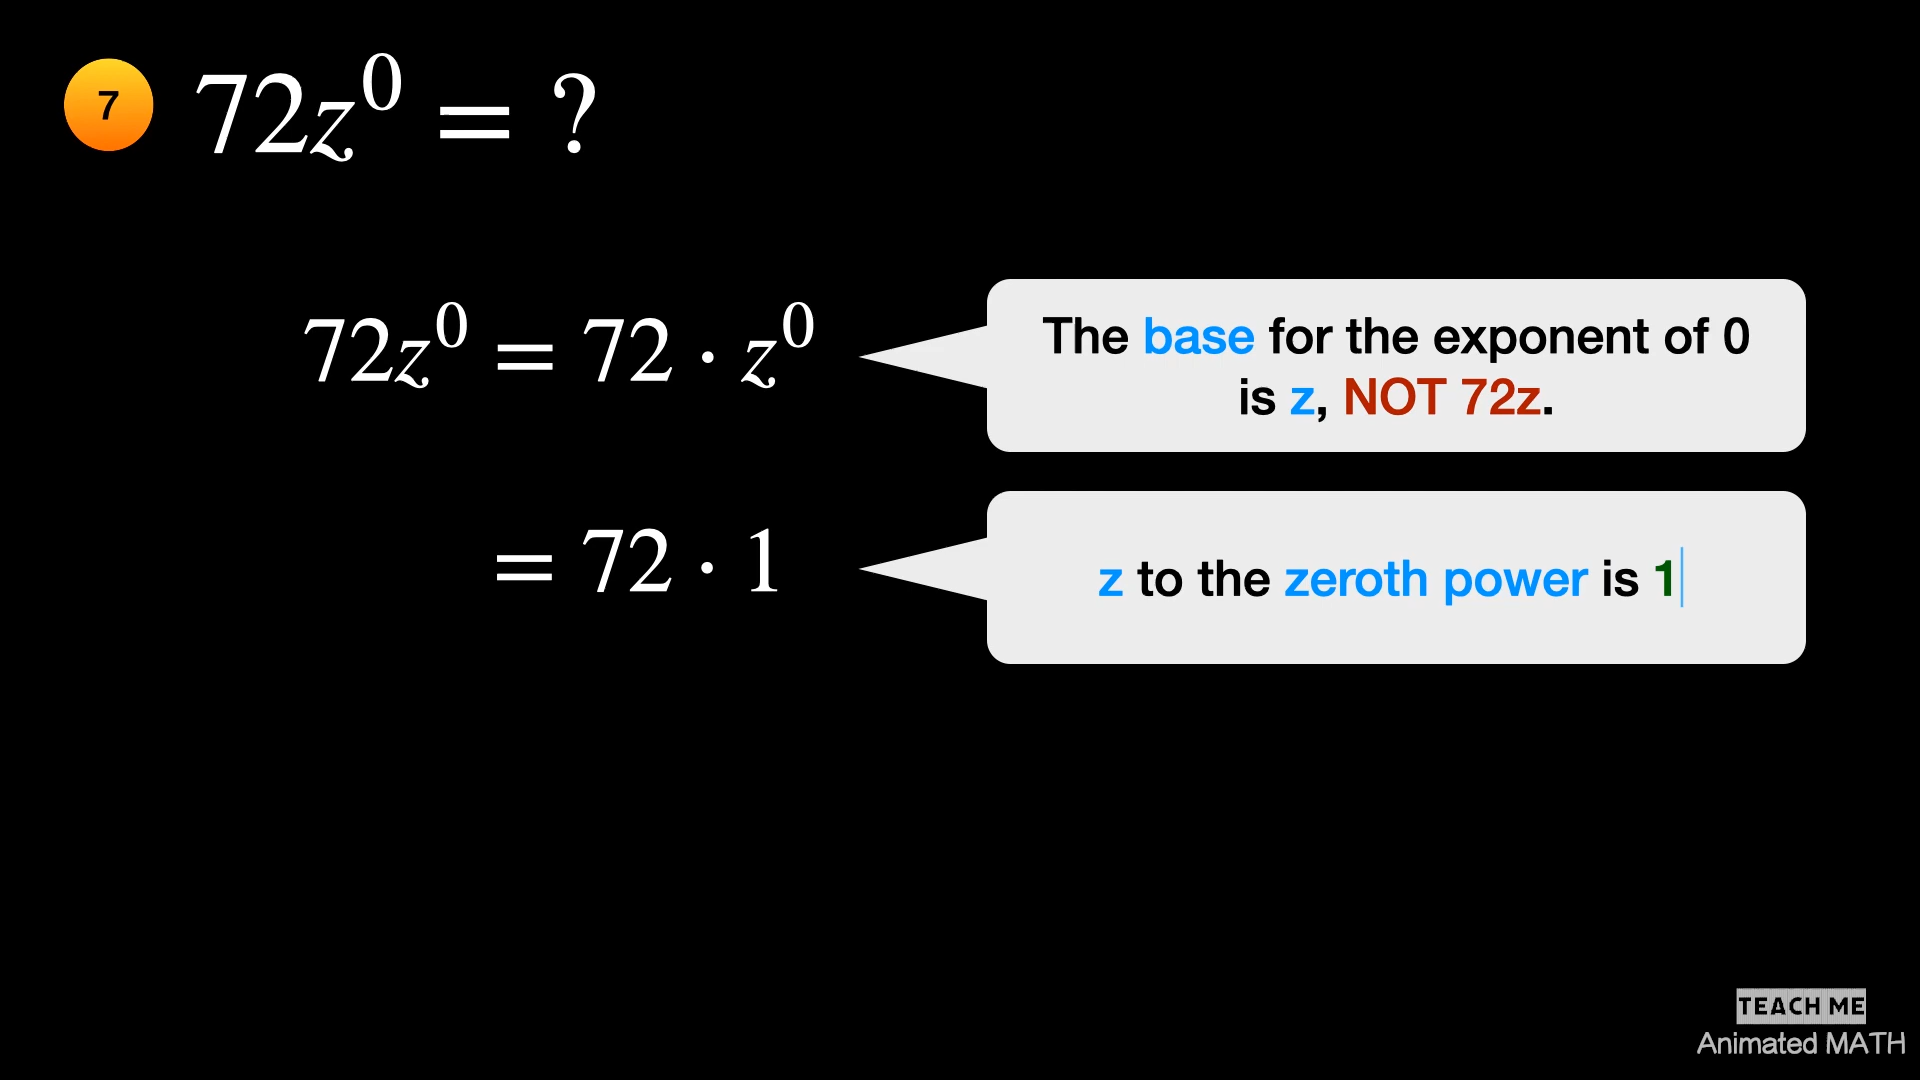 7
72z⁰ = ?
72z⁰ = 72 · z⁰
The base for the exponent of 0
is z, NOT 72z.
= 72 · 1
z to the zeroth power is 1
TEACH ME
Animated MATH